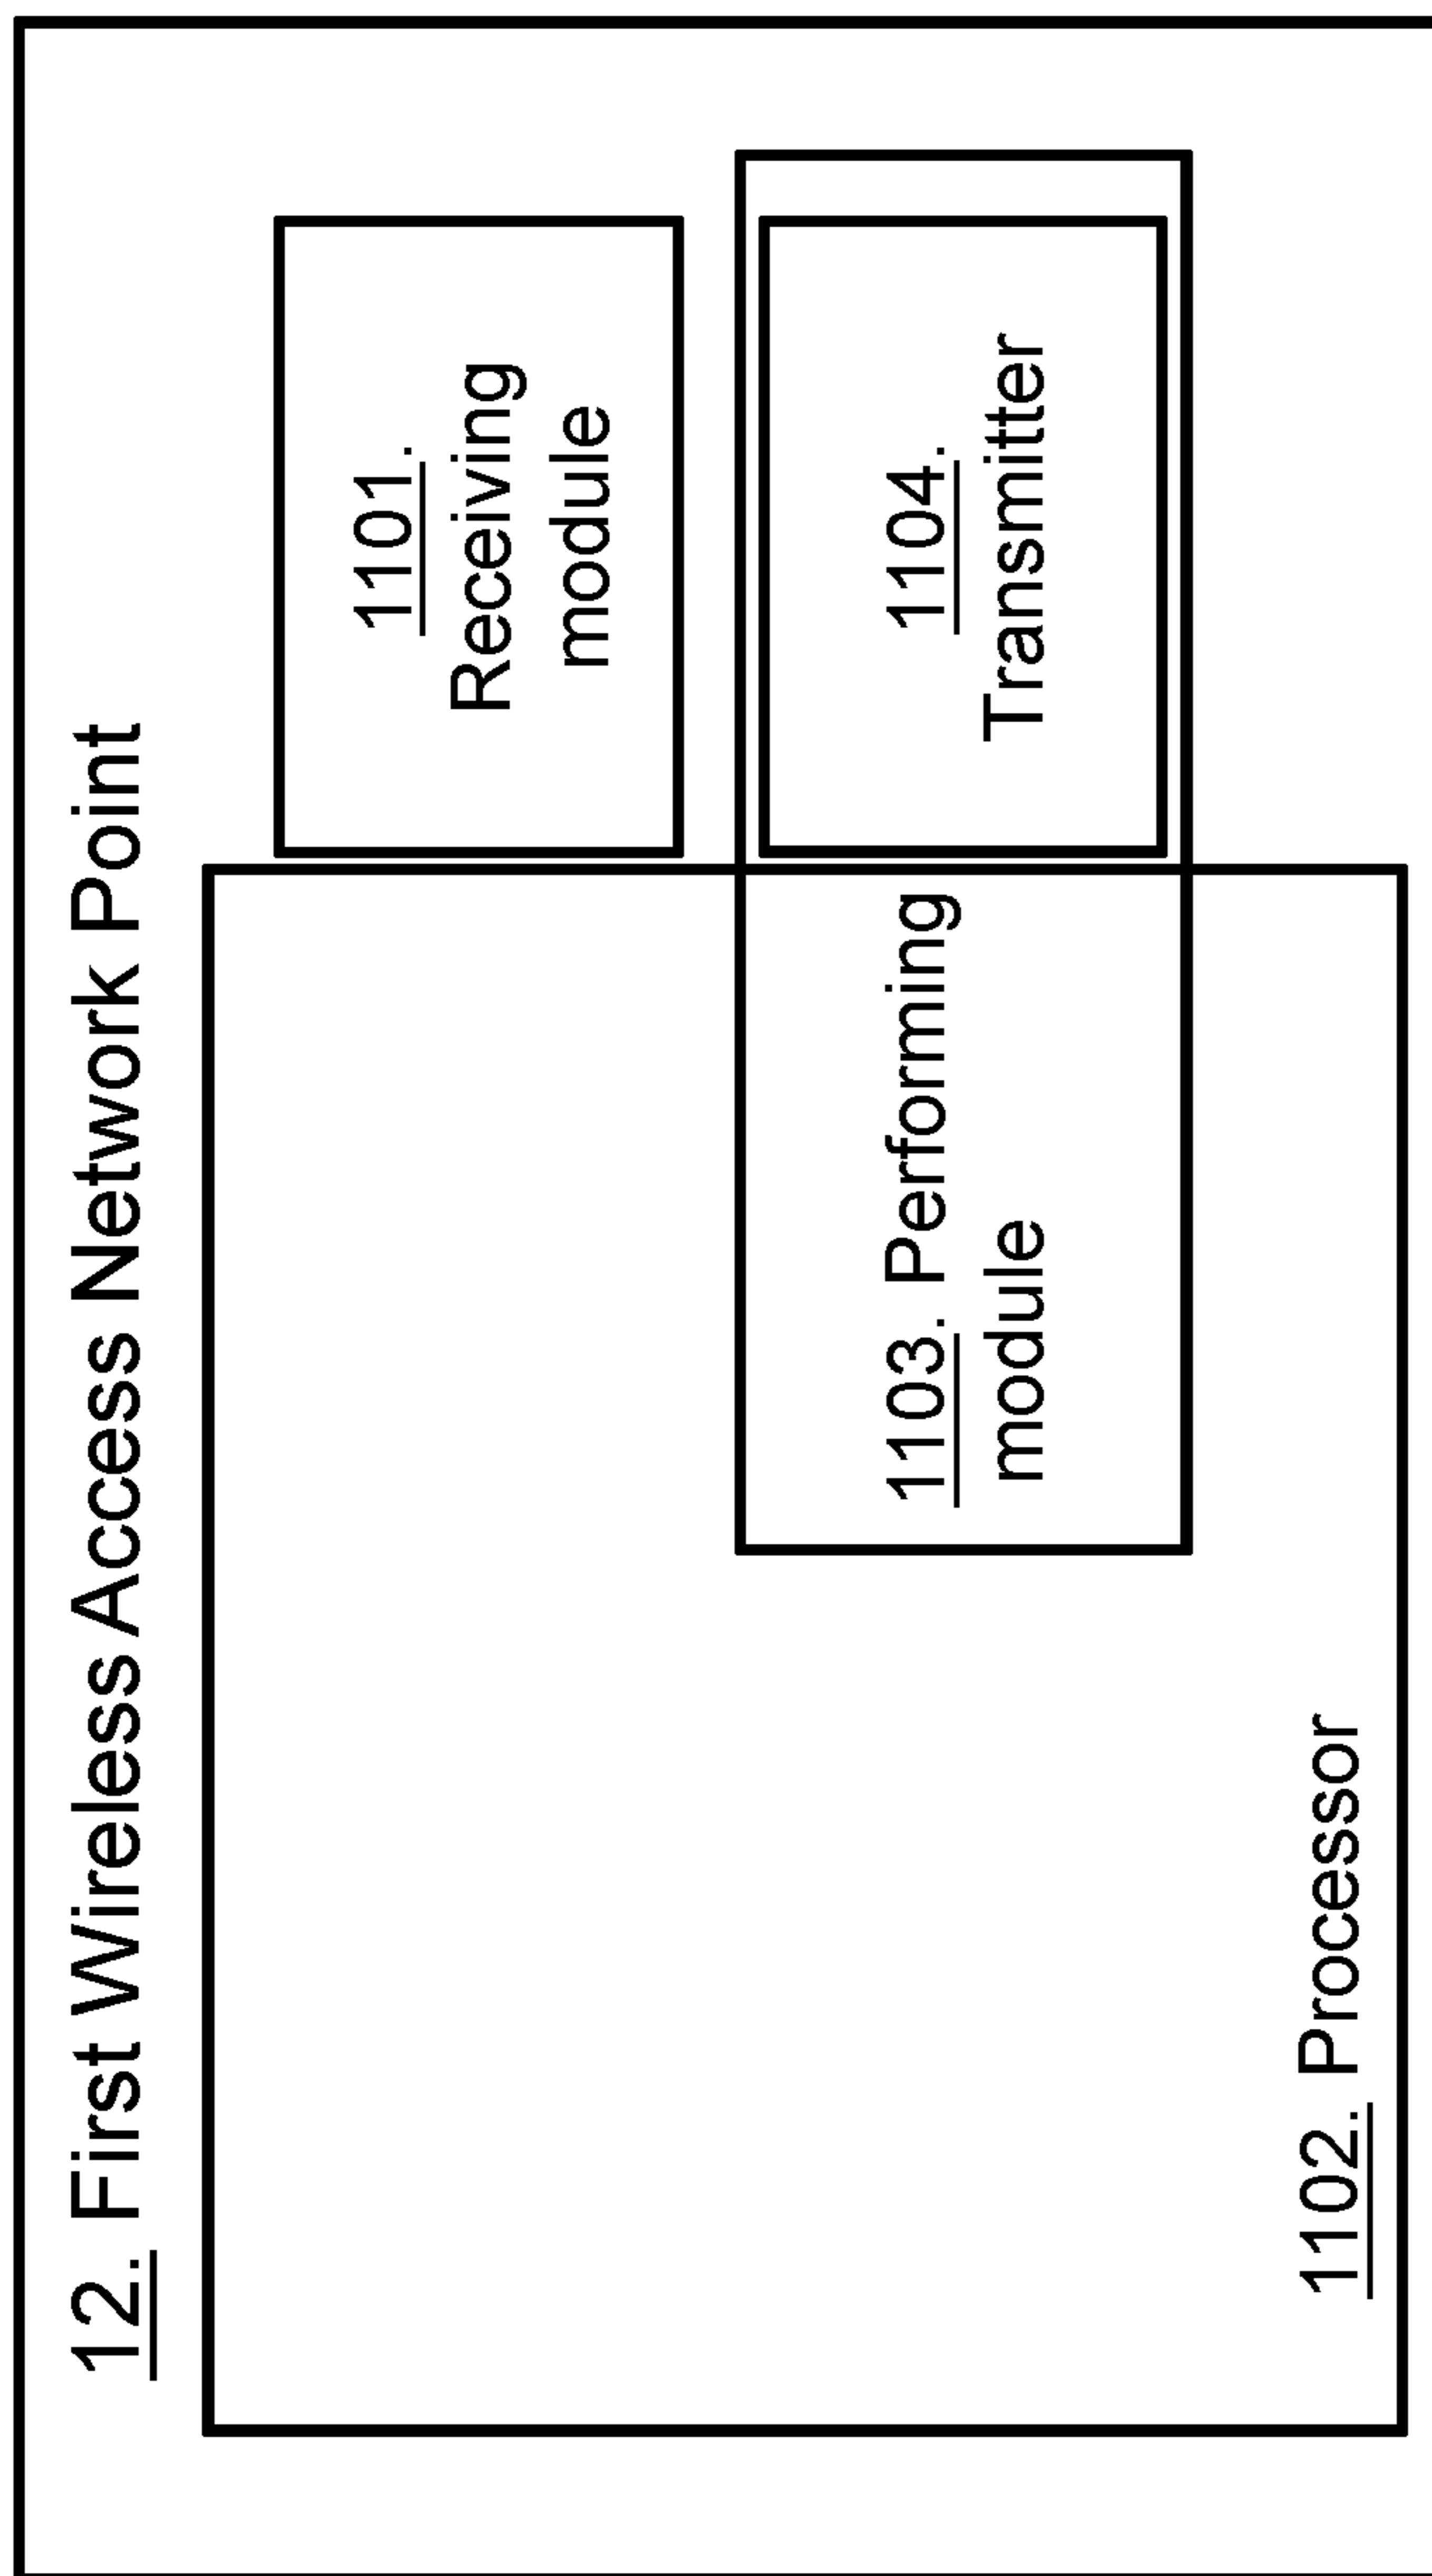 12. First Wireless Access Network Point
1101.
Receiving
module
1103. Performing
module
1104.
Transmitter
1102. Processor